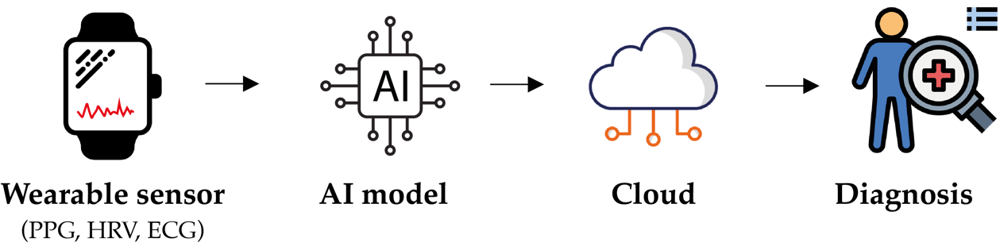 AI
Wearable sensor
(PPG, HRV, ECG)
AI model
Cloud
Diagnosis